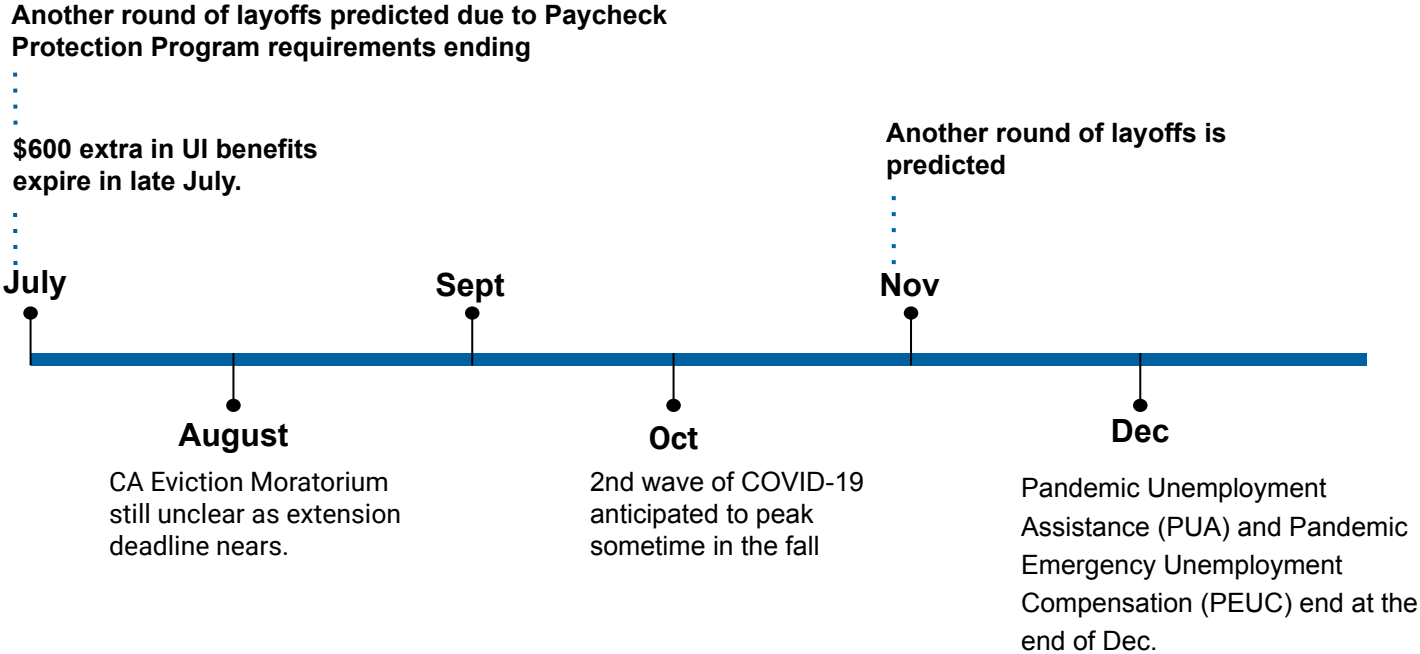 Another round of layoffs predicted due to Paycheck
Protection Program requirements ending
$600 extra in UI benefits
expire in late July.
Another round of layoffs is
predicted
July
Sept
Nov
August
Oct
Dec
CA Eviction Moratorium
still unclear as extension
deadline nears.
2nd wave of COVID-19
anticipated to peak
sometime in the fall
Pandemic Unemployment
Assistance (PUA) and Pandemic
Emergency Unemployment
Compensation (PEUC) end at the
end of Dec.